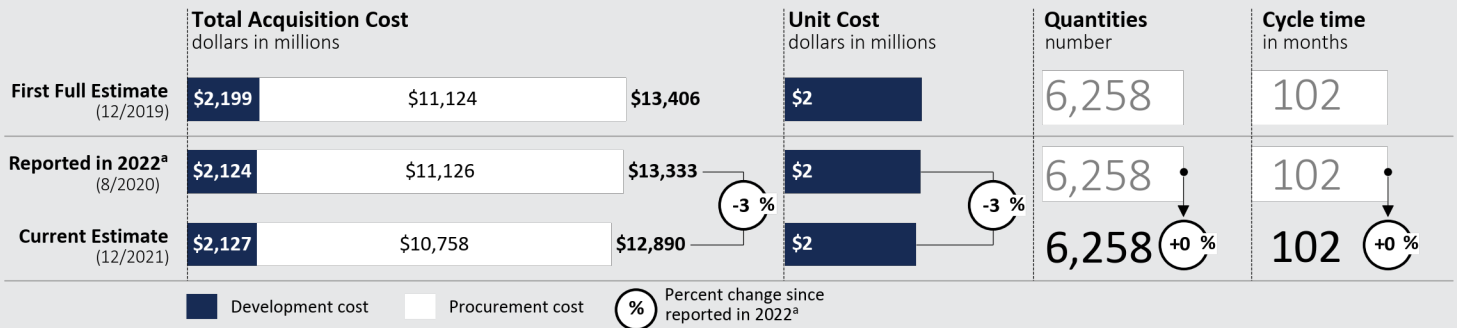 Total Acquisition Cost
dollars in millions
Unit Cost
dollars in millions
Quantities
number
Cycle time
in months
First Full Estimate
(12/2019)
$2,199 $11,124 $13,406
$2
6,258
102
Reported in 2022ª
(8/2020)
$2,124 $11,126 $13,333
$2
6,258
102
-3 %
-3 %
Current Estimate
(12/2021)
$2,127 $10,758 $12,890
$2
6,258 +0 %
102 +0 %
Development cost
Procurement cost
% Percent change since
reported in 2022ª